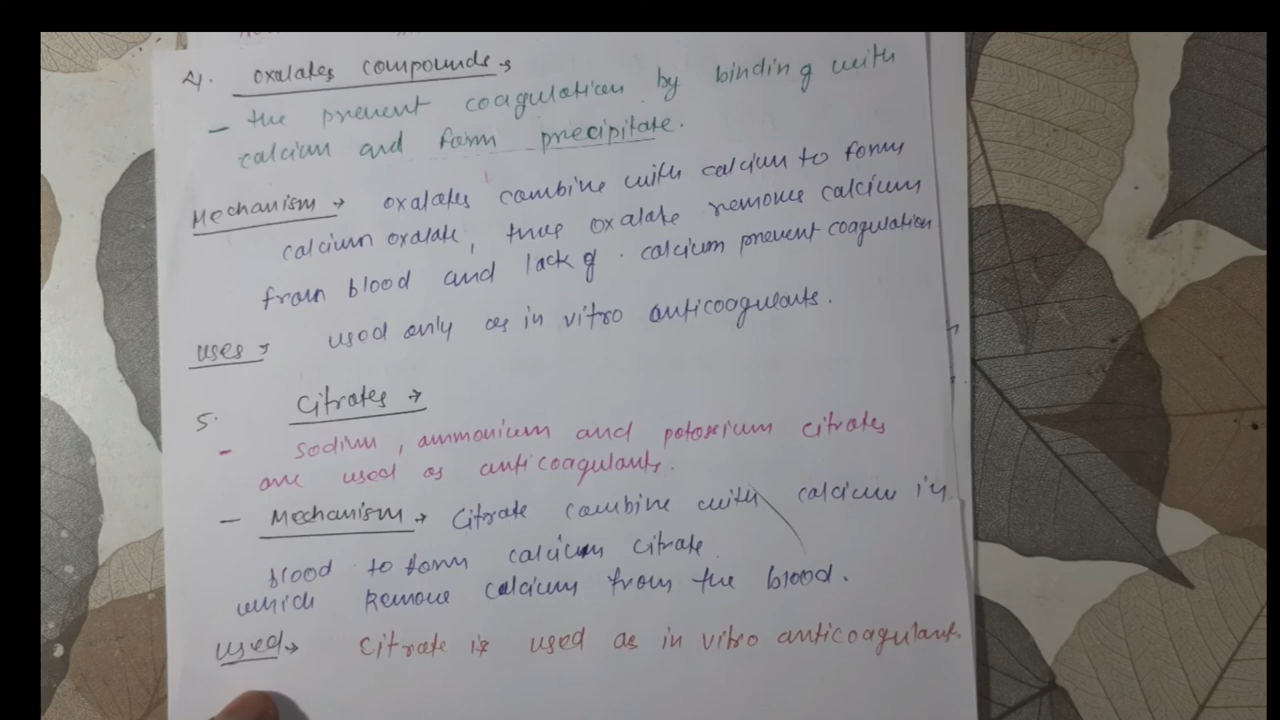 4. oxalates compounds →
- the prevent coagulation by binding with
calcium and form precipitate.
Mechanism → oxalates combine with calcium to form
calcium oxalate, thus oxalate removes calcium
from blood and lack of calcium prevent coagulation
uses → used only as in vitro anticoagulants.
5. Citrates →
- Sodium, ammonium and potassium citrates
are used as anticoagulants.
- Mechanism → Citrate combine with calcium in
blood to form calcium citrate.
which Remove calcium from the blood.
used → Citrate is used as in vitro anticoagulant.